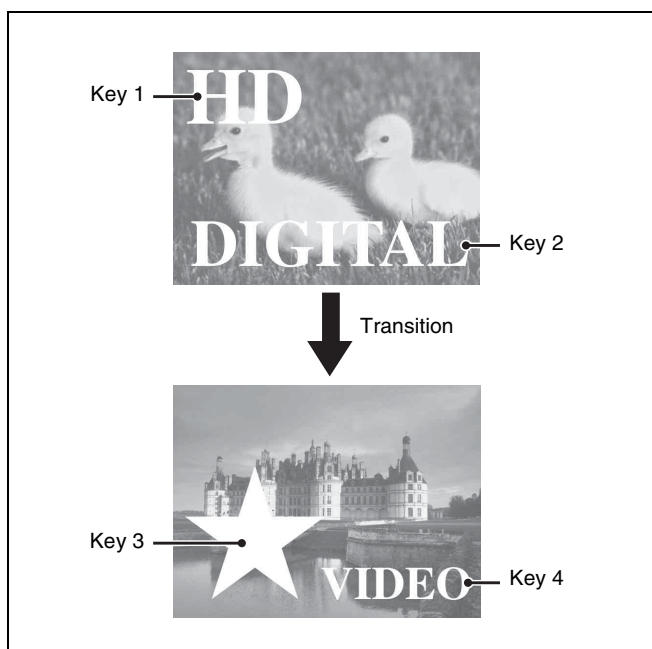 Key 1
HD
DIGITAL
Key 2
Transition
Key 3
VIDEO
Key 4